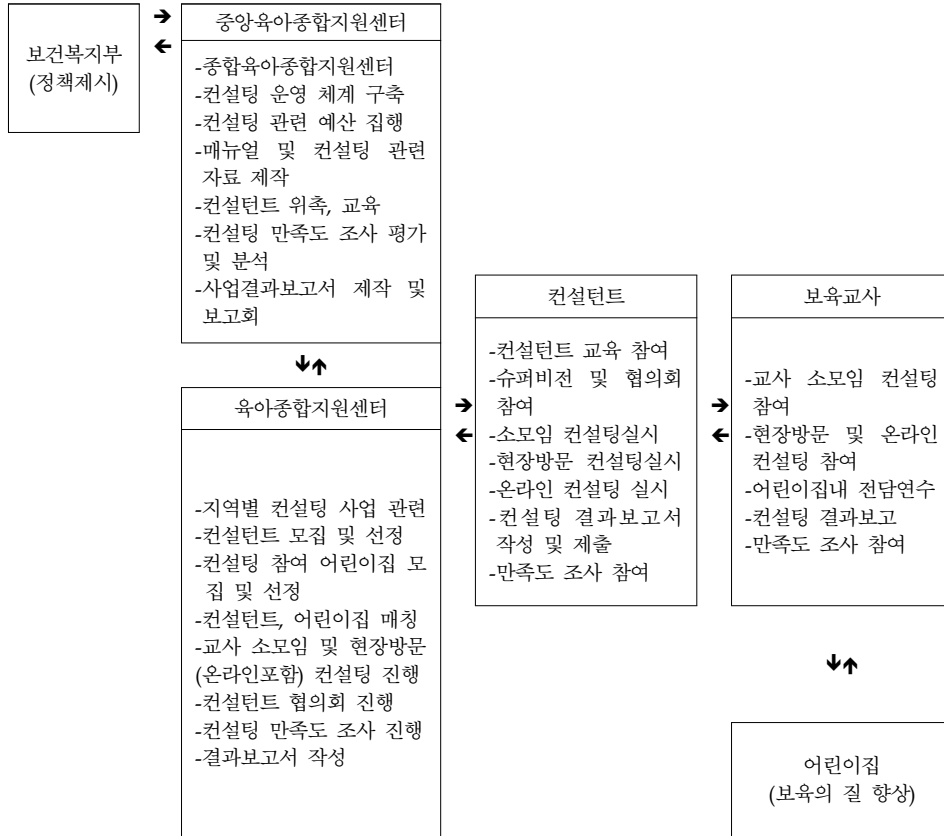 보건복지부
(정책제시)
➔
🡸
중앙육아종합지원센터
-종합육아종합지원센터
-컨설팅 운영 체계 구축
-컨설팅 관련 예산 집행
-매뉴얼 및 컨설팅 관련
자료 제작
-컨설턴트 위촉, 교육
-컨설팅 만족도 조사 평가
및 분석
-사업결과보고서 제작 및
보고회
육아종합지원센터
-지역별 컨설팅 사업 관련
-컨설턴트 모집 및 선정
-컨설팅 참여 어린이집 모
집 및 선정
-컨설턴트, 어린이집 매칭
-교사 소모임 및 현장방문
(온라인포함) 컨설팅 진행
-컨설턴트 협의회 진행
-컨설팅 만족도 조사 진행
-결과보고서 작성
컨설턴트
-컨설턴트 교육 참여
-슈퍼비전 및 협의회
참여
-소모임 컨설팅실시
-현장방문 컨설팅실시
-온라인 컨설팅 실시
-컨설팅 결과보고서
작성 및 제출
-만족도 조사 참여
보육교사
-교사 소모임 컨설팅
참여
-현장방문 및 온라인
컨설팅 참여
-어린이집내 전담연수
-컨설팅 결과보고
-만족도 조사 참여
어린이집
(보육의 질 향상)